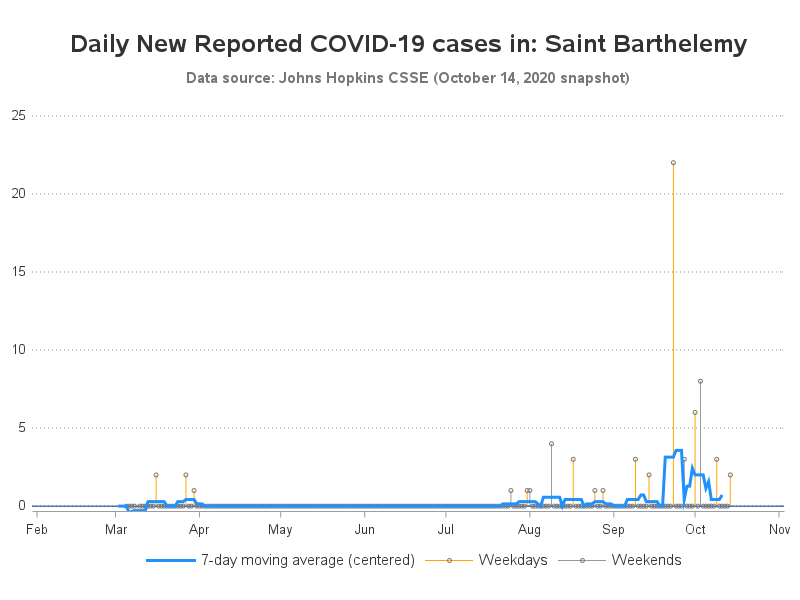 Daily New Reported COVID-19 cases in: Saint Barthelemy
Data source: Johns Hopkins CSSE (October 14, 2020 snapshot)
25
20
15
10
5
0
Feb Mar Apr May Jun Jul Aug Sep Oct Nov
7-day moving average (centered) Weekdays Weekends